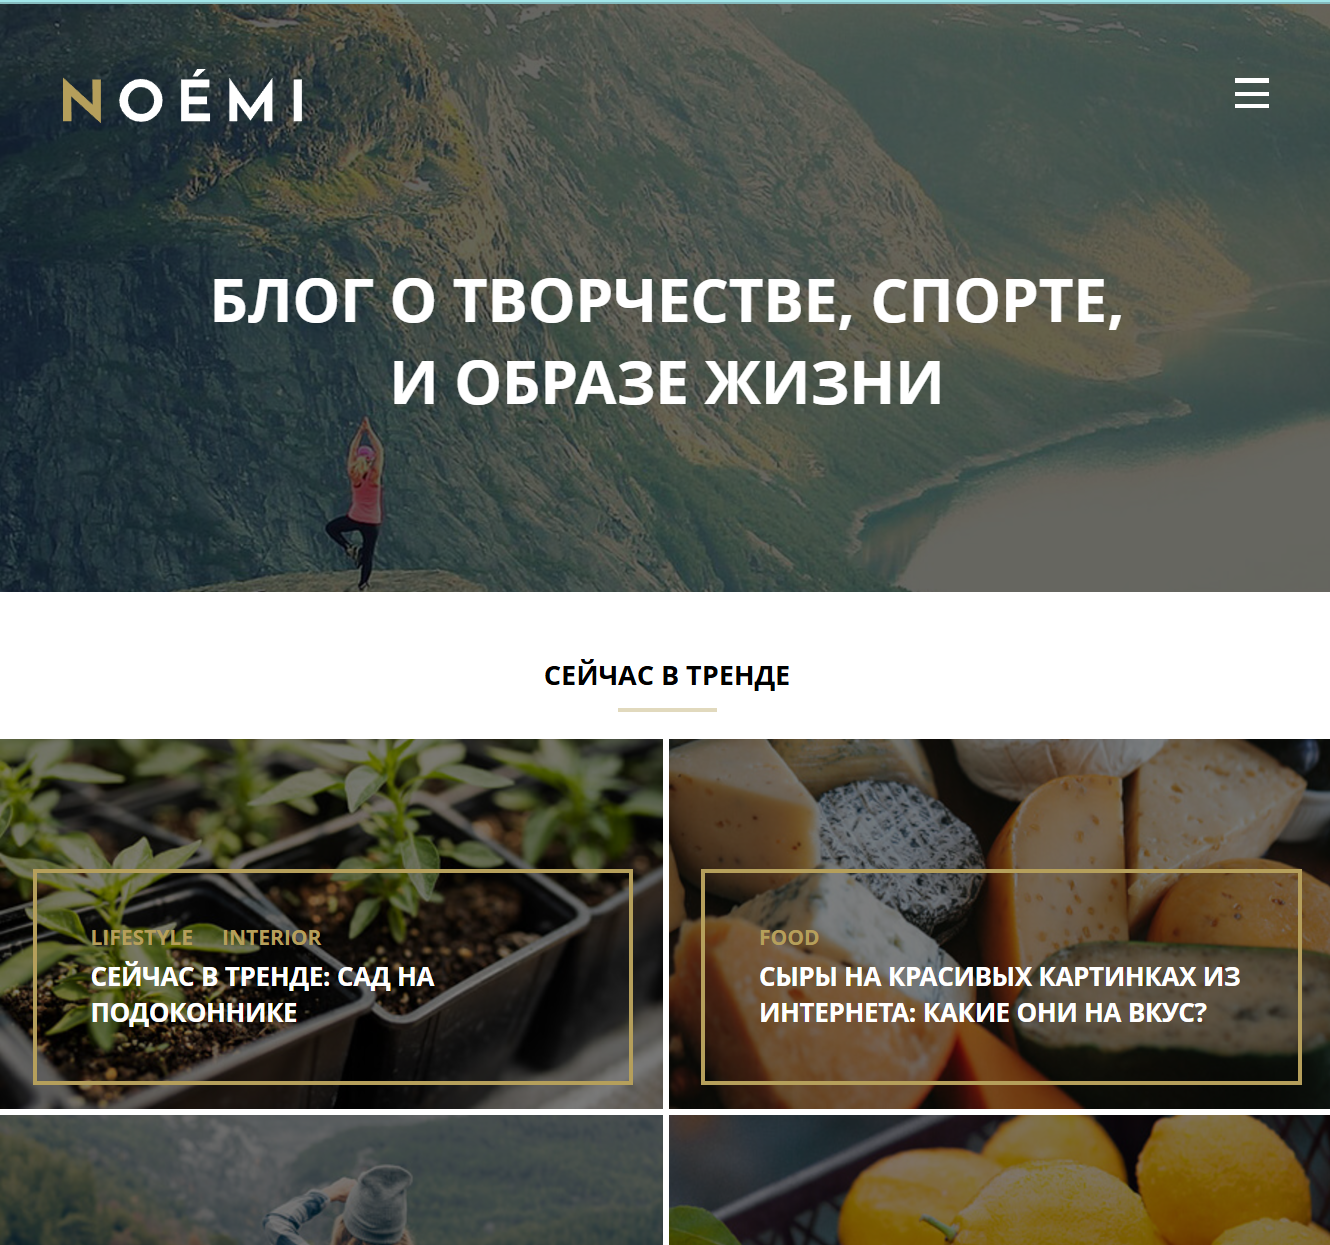 NOÉMI
БЛОГ О ТВОРЧЕСТВЕ, СПОРТЕ,
И ОБРАЗЕ ЖИЗНИ
СЕЙЧАС В ТРЕНДЕ
LIFESTYLE INTERIOR
СЕЙЧАС В ТРЕНДЕ: САД НА
ПОДОКОННИКЕ
FOOD
СЫРЫ НА КРАСИВЫХ КАРТИНКАХ ИЗ
ИНТЕРНЕТА: КАКИЕ ОНИ НА ВКУС?